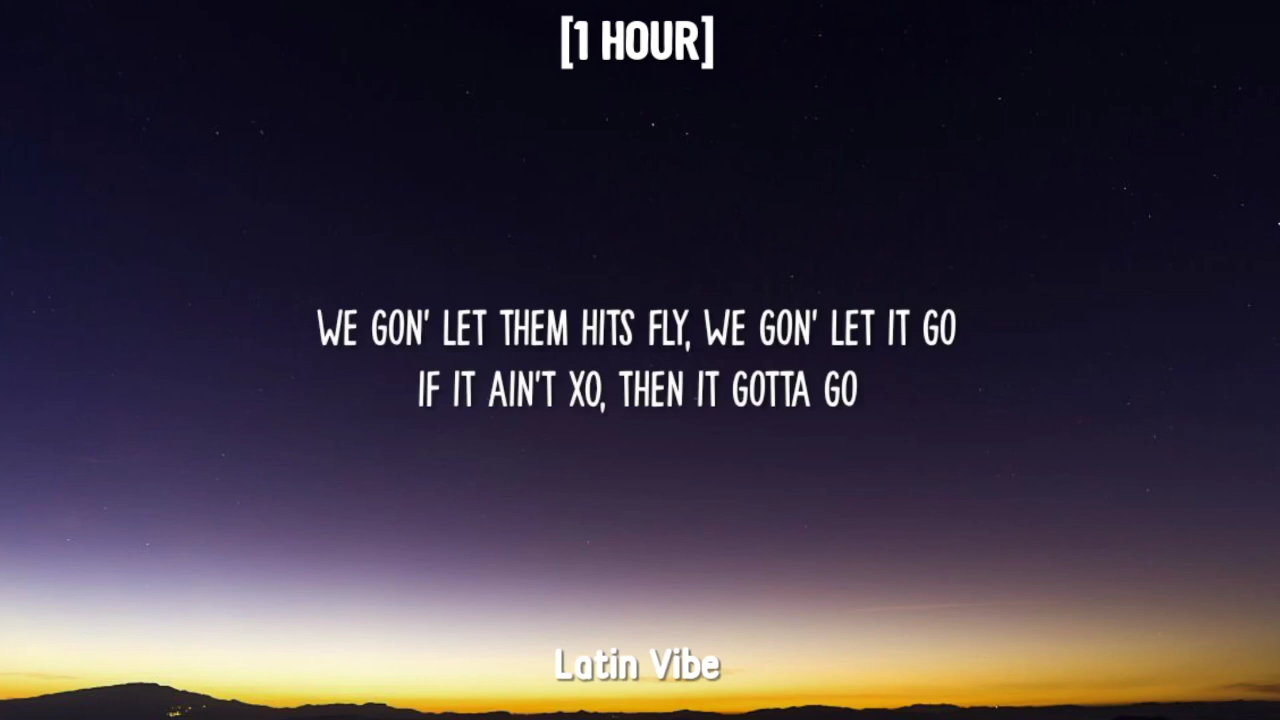 [1 HOUR]
WE GON' LET THEM HITS FLY, WE GON' LET IT GO
IF IT AIN'T XO, THEN IT GOTTA GO
Latin Vibe